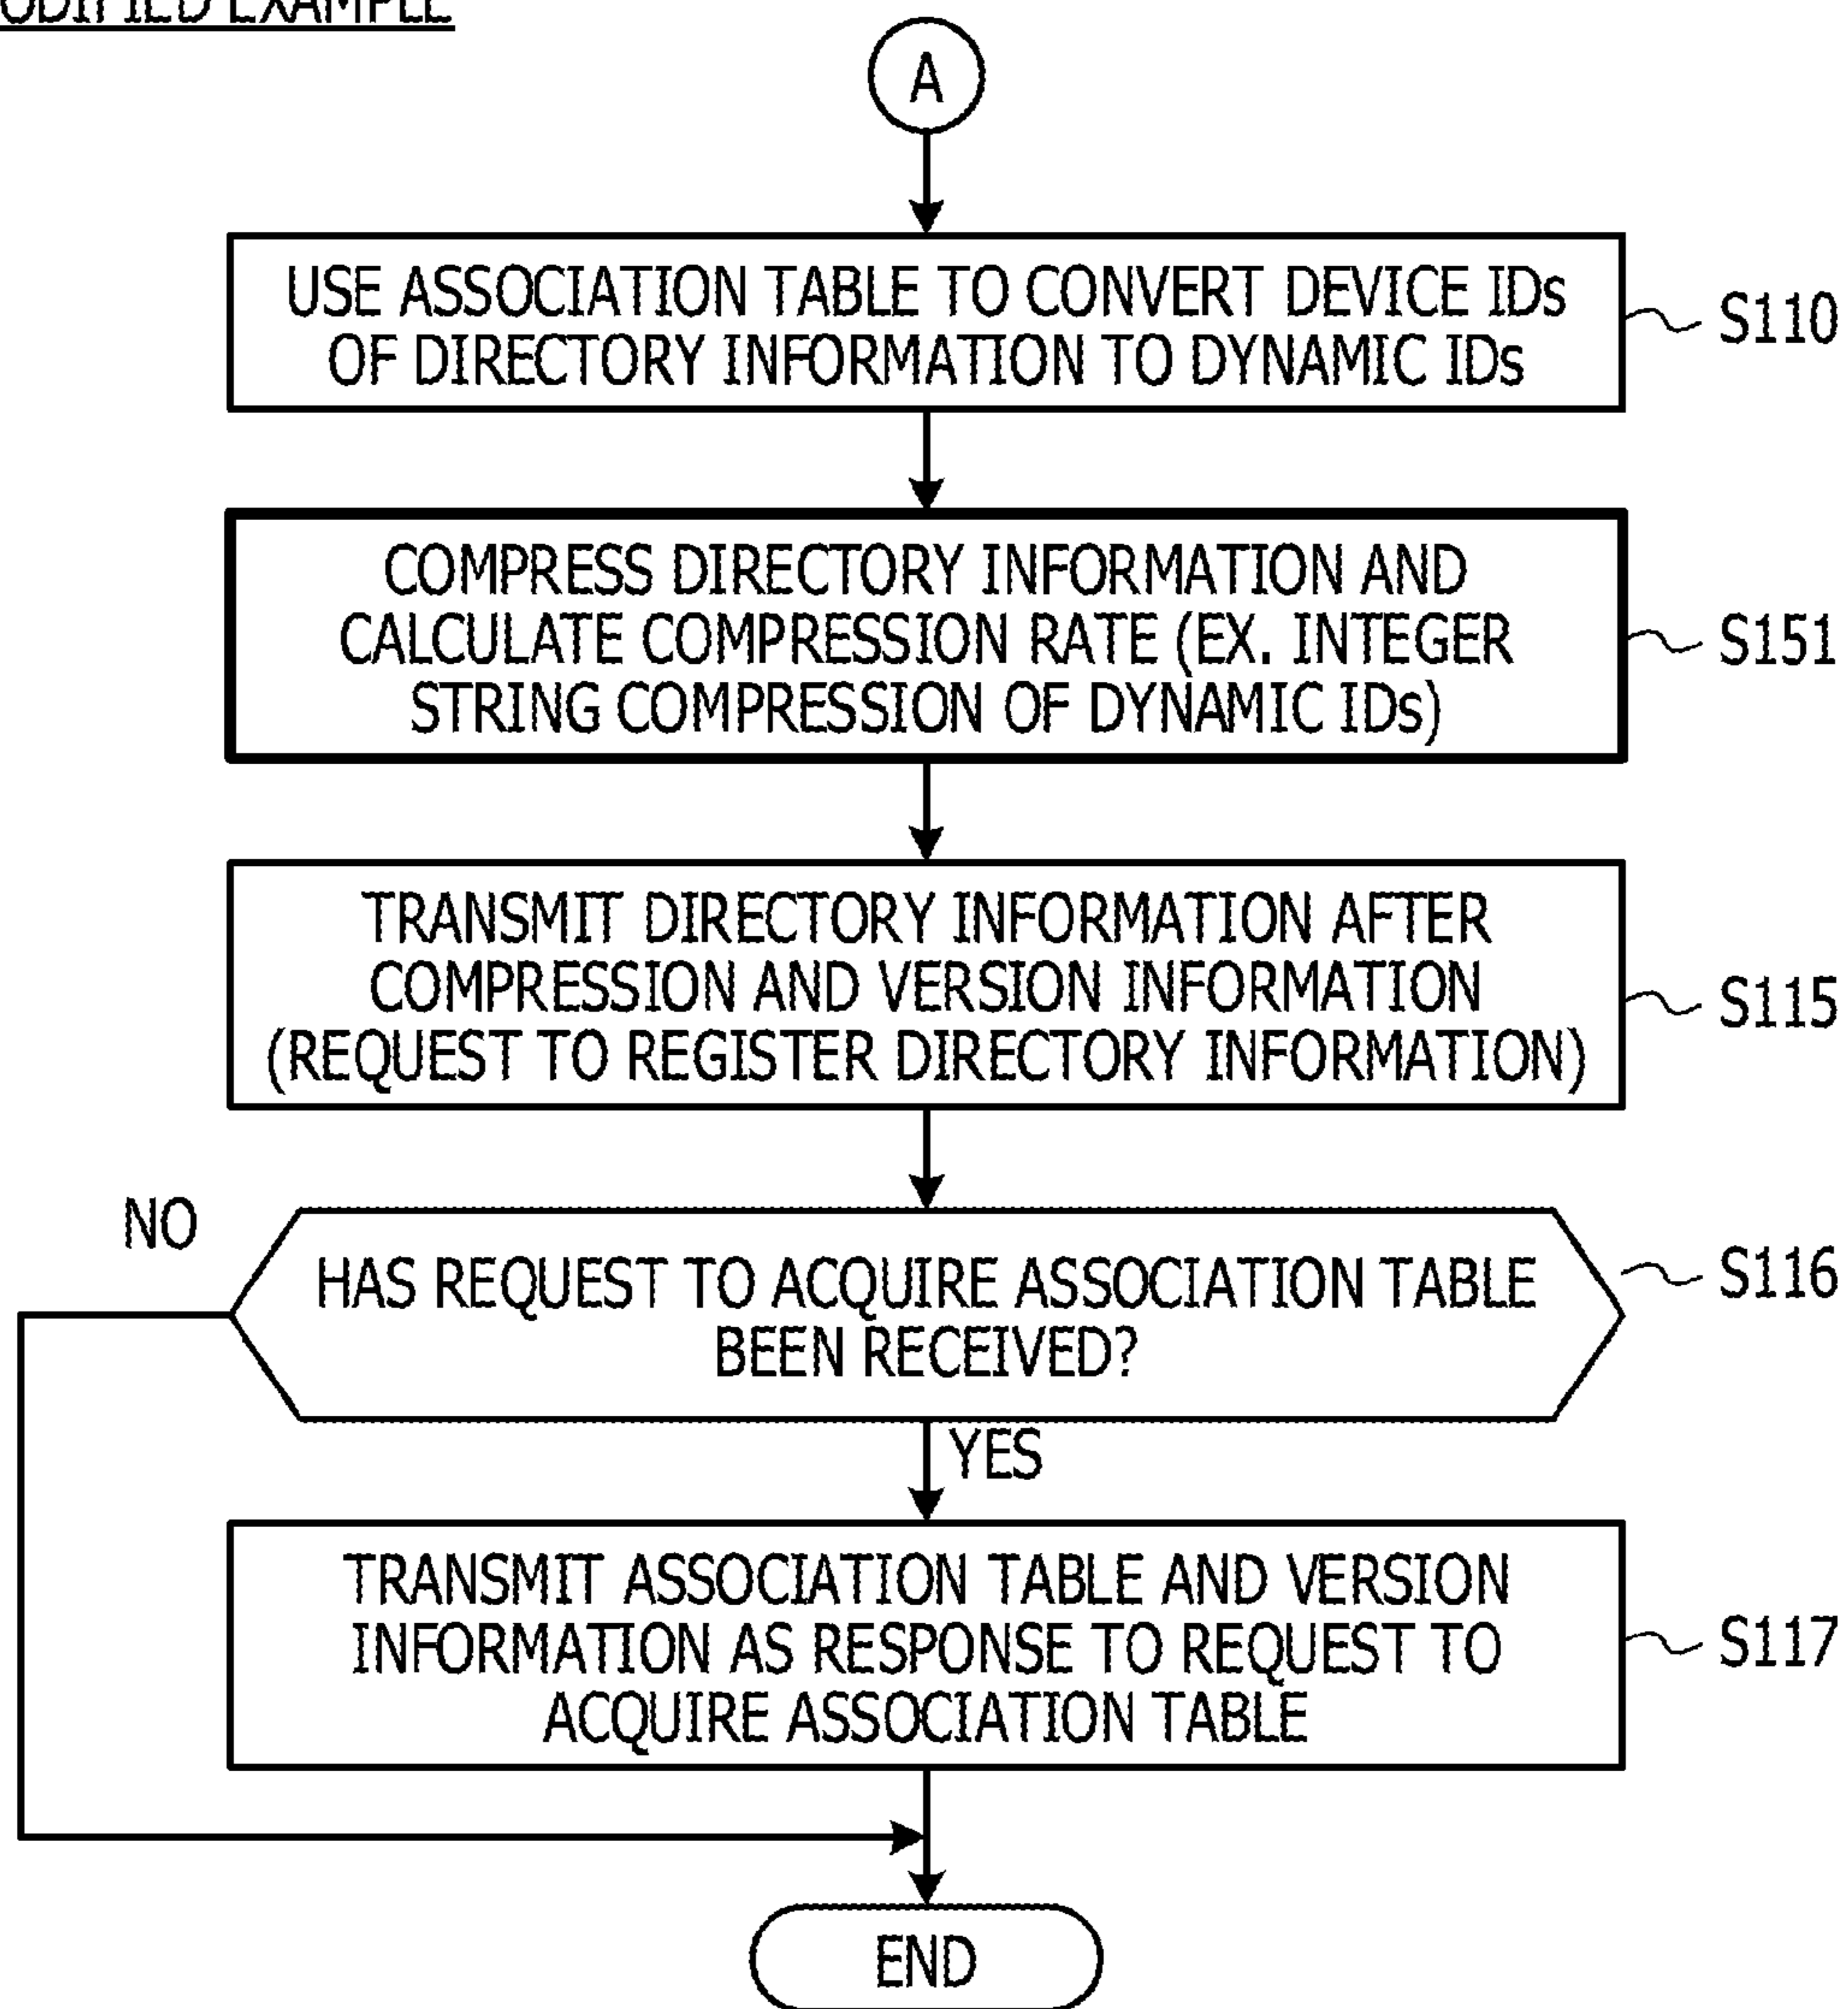 ODIFIED EXAMPLE
A
USE ASSOCIATION TABLE TO CONVERT DEVICE IDs
OF DIRECTORY INFORMATION TO DYNAMIC IDs
S110
COMPRESS DIRECTORY INFORMATION AND
CALCULATE COMPRESSION RATE (EX. INTEGER
STRING COMPRESSION OF DYNAMIC IDs)
S151
TRANSMIT DIRECTORY INFORMATION AFTER
COMPRESSION AND VERSION INFORMATION
(REQUEST TO REGISTER DIRECTORY INFORMATION)
S115
NO
HAS REQUEST TO ACQUIRE ASSOCIATION TABLE
BEEN RECEIVED?
S116
YES
TRANSMIT ASSOCIATION TABLE AND VERSION
INFORMATION AS RESPONSE TO REQUEST TO
ACQUIRE ASSOCIATION TABLE
S117
END